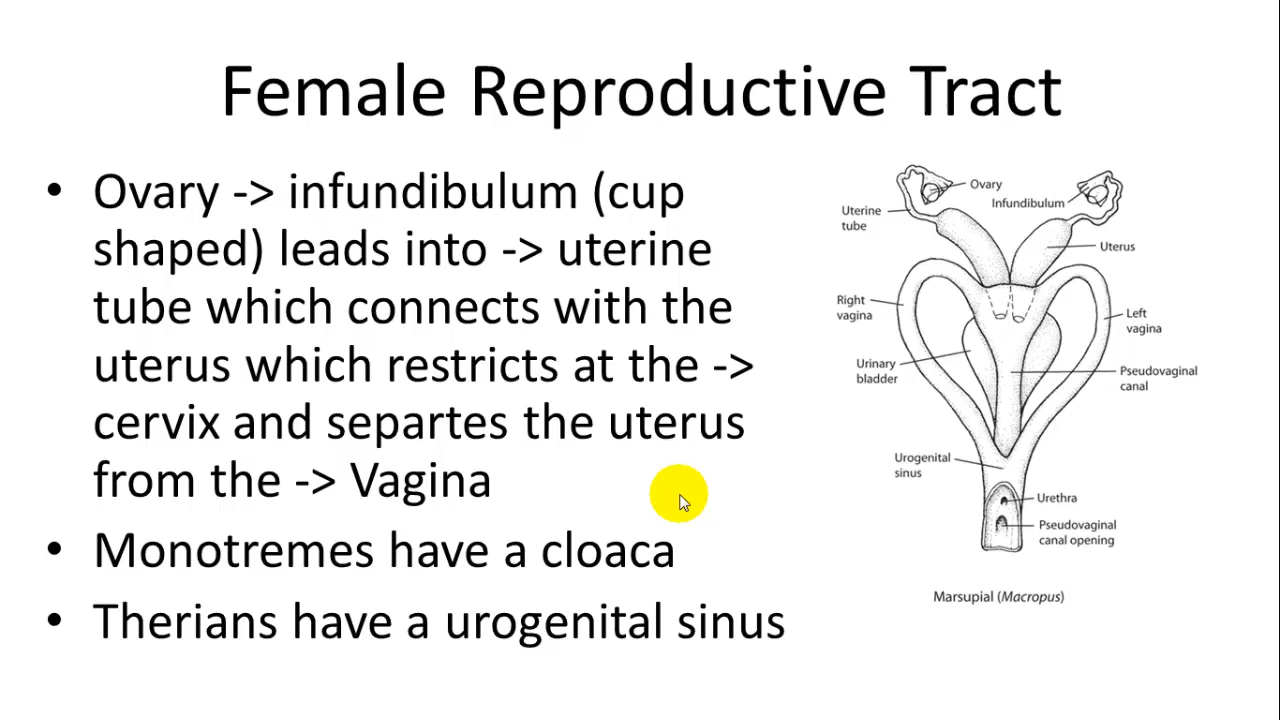 Female Reproductive Tract
• Ovary -> infundibulum (cup
shaped) leads into -> uterine
tube which connects with the
uterus which restricts at the ->
cervix and separtes the uterus
from the -> Vagina
• Monotremes have a cloaca
• Therians have a urogenital sinus
Ovary
Infundibulum
Uterine
tube
Uterus
Right
vagina
Left
vagina
Urinary
bladder
Pseudovaginal
canal
Urogenital
sinus
Urethra
Pseudovaginal
canal opening
Marsupial (Macropus)